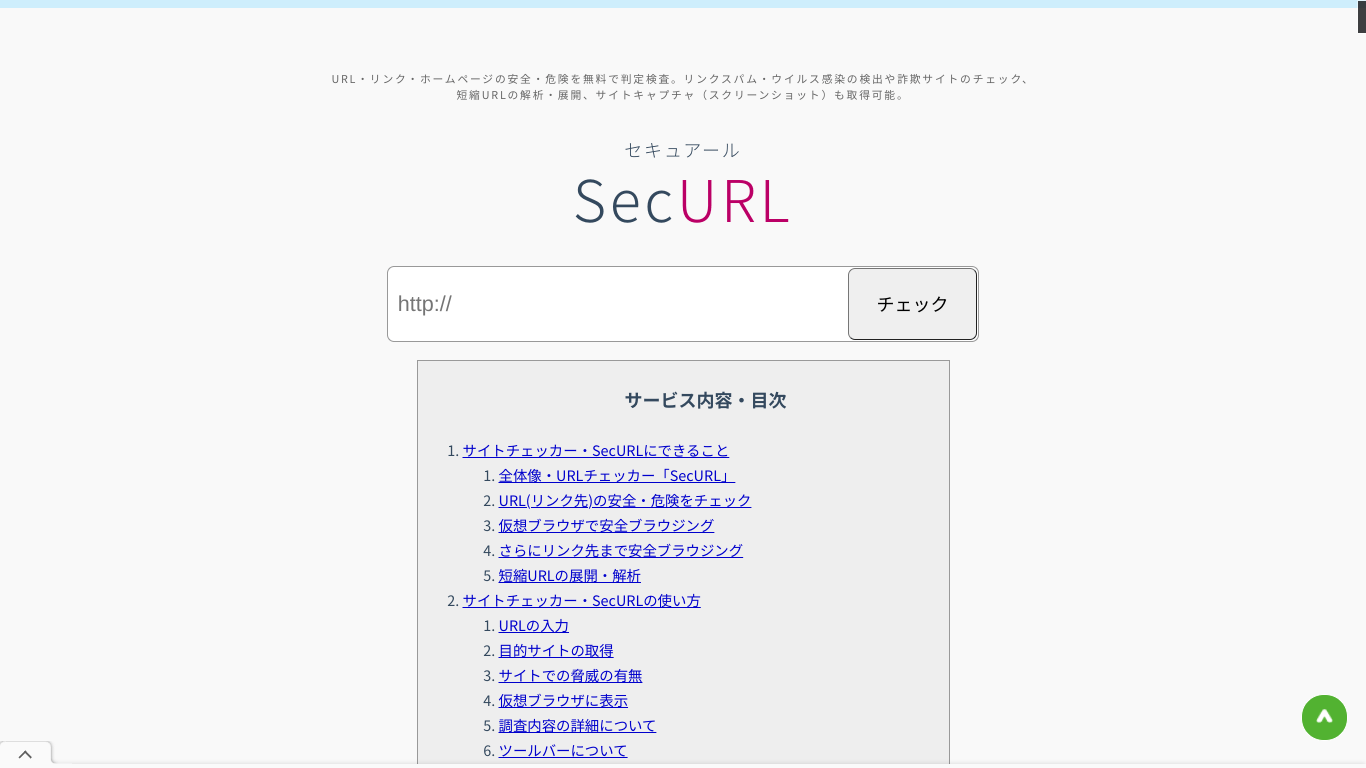 URL・リンク・ホームページの安全・危険を無料で判定検査。リンクスパム・ウイルス感染の検出や詐欺サイトのチェック、
短縮URLの解析・展開、サイトキャプチャ（スクリーンショット）も取得可能。
セキュアール
SecURL
http://
チェック
サービス内容・目次
1. サイトチェッカー・SecURLにできること
1. 全体像・URLチェッカー「SecURL」
2. URL(リンク先)の安全・危険をチェック
3. 仮想ブラウザで安全ブラウジング
4. さらにリンク先まで安全ブラウジング
5. 短縮URLの展開・解析
2. サイトチェッカー・SecURLの使い方
1. URLの入力
2. 目的サイトの取得
3. サイトでの脅威の有無
4. 仮想ブラウザに表示
5. 調査内容の詳細について
6. ツールバーについて